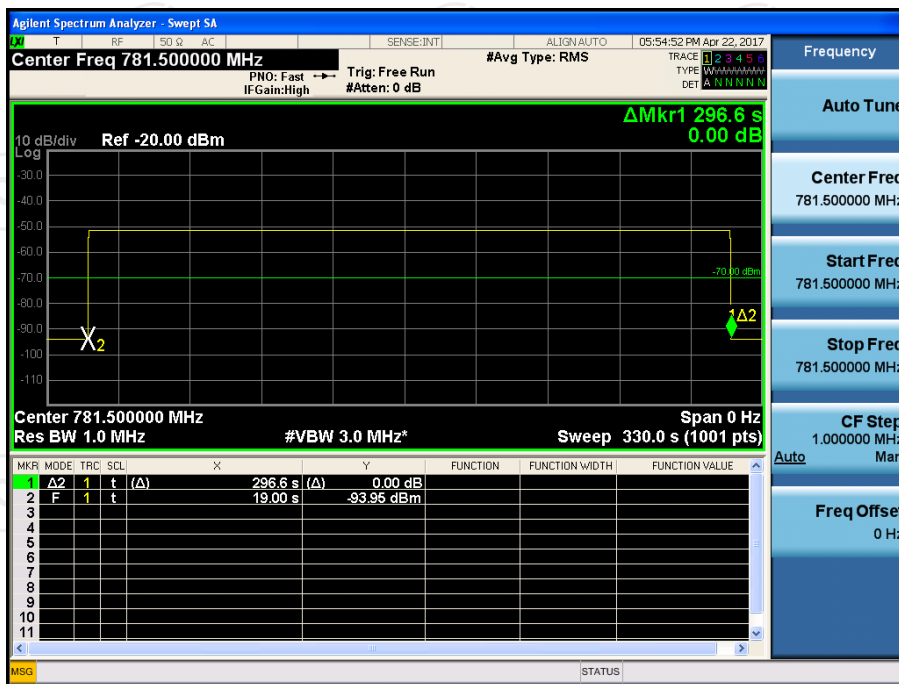 Agilent Spectrum Analyzer - Swept SA
LXI T RF 50 Ω AC SENSE:INT ALIGN AUTO 05:54:52 PM Apr 22, 2017
Center Freq 781.500000 MHz
#Avg Type: RMS
TRACE 1 2 3 4 5 6
PNO: Fast Trig: Free Run
TYPE W
IFGain:High #Atten: 0 dB
DET A N N N N N
Frequency
Auto Tune
ΔMkr1 296.6 s
0.00 dB
10 dB/div Ref -20.00 dBm
Log
-30.0
-40.0
-50.0
-60.0
-70.0
-70.00 dBm
-80.0
-90.0
-100
-110
2
1Δ2
Center Freq
781.500000 MHz
Start Freq
781.500000 MHz
Stop Freq
781.500000 MHz
CF Step
1.000000 MHz
Auto Man
Freq Offset
0 Hz
Center 781.500000 MHz Span 0 Hz
Res BW 1.0 MHz #VBW 3.0 MHz* Sweep 330.0 s (1001 pts)
MKR MODE TRC SCL X Y FUNCTION FUNCTION WIDTH FUNCTION VALUE
1 Δ2 1 t (Δ) 296.6 s (Δ) 0.00 dB
2 F 1 t 19.00 s -93.95 dBm
3
4
5
6
7
8
9
10
11
MSG STATUS